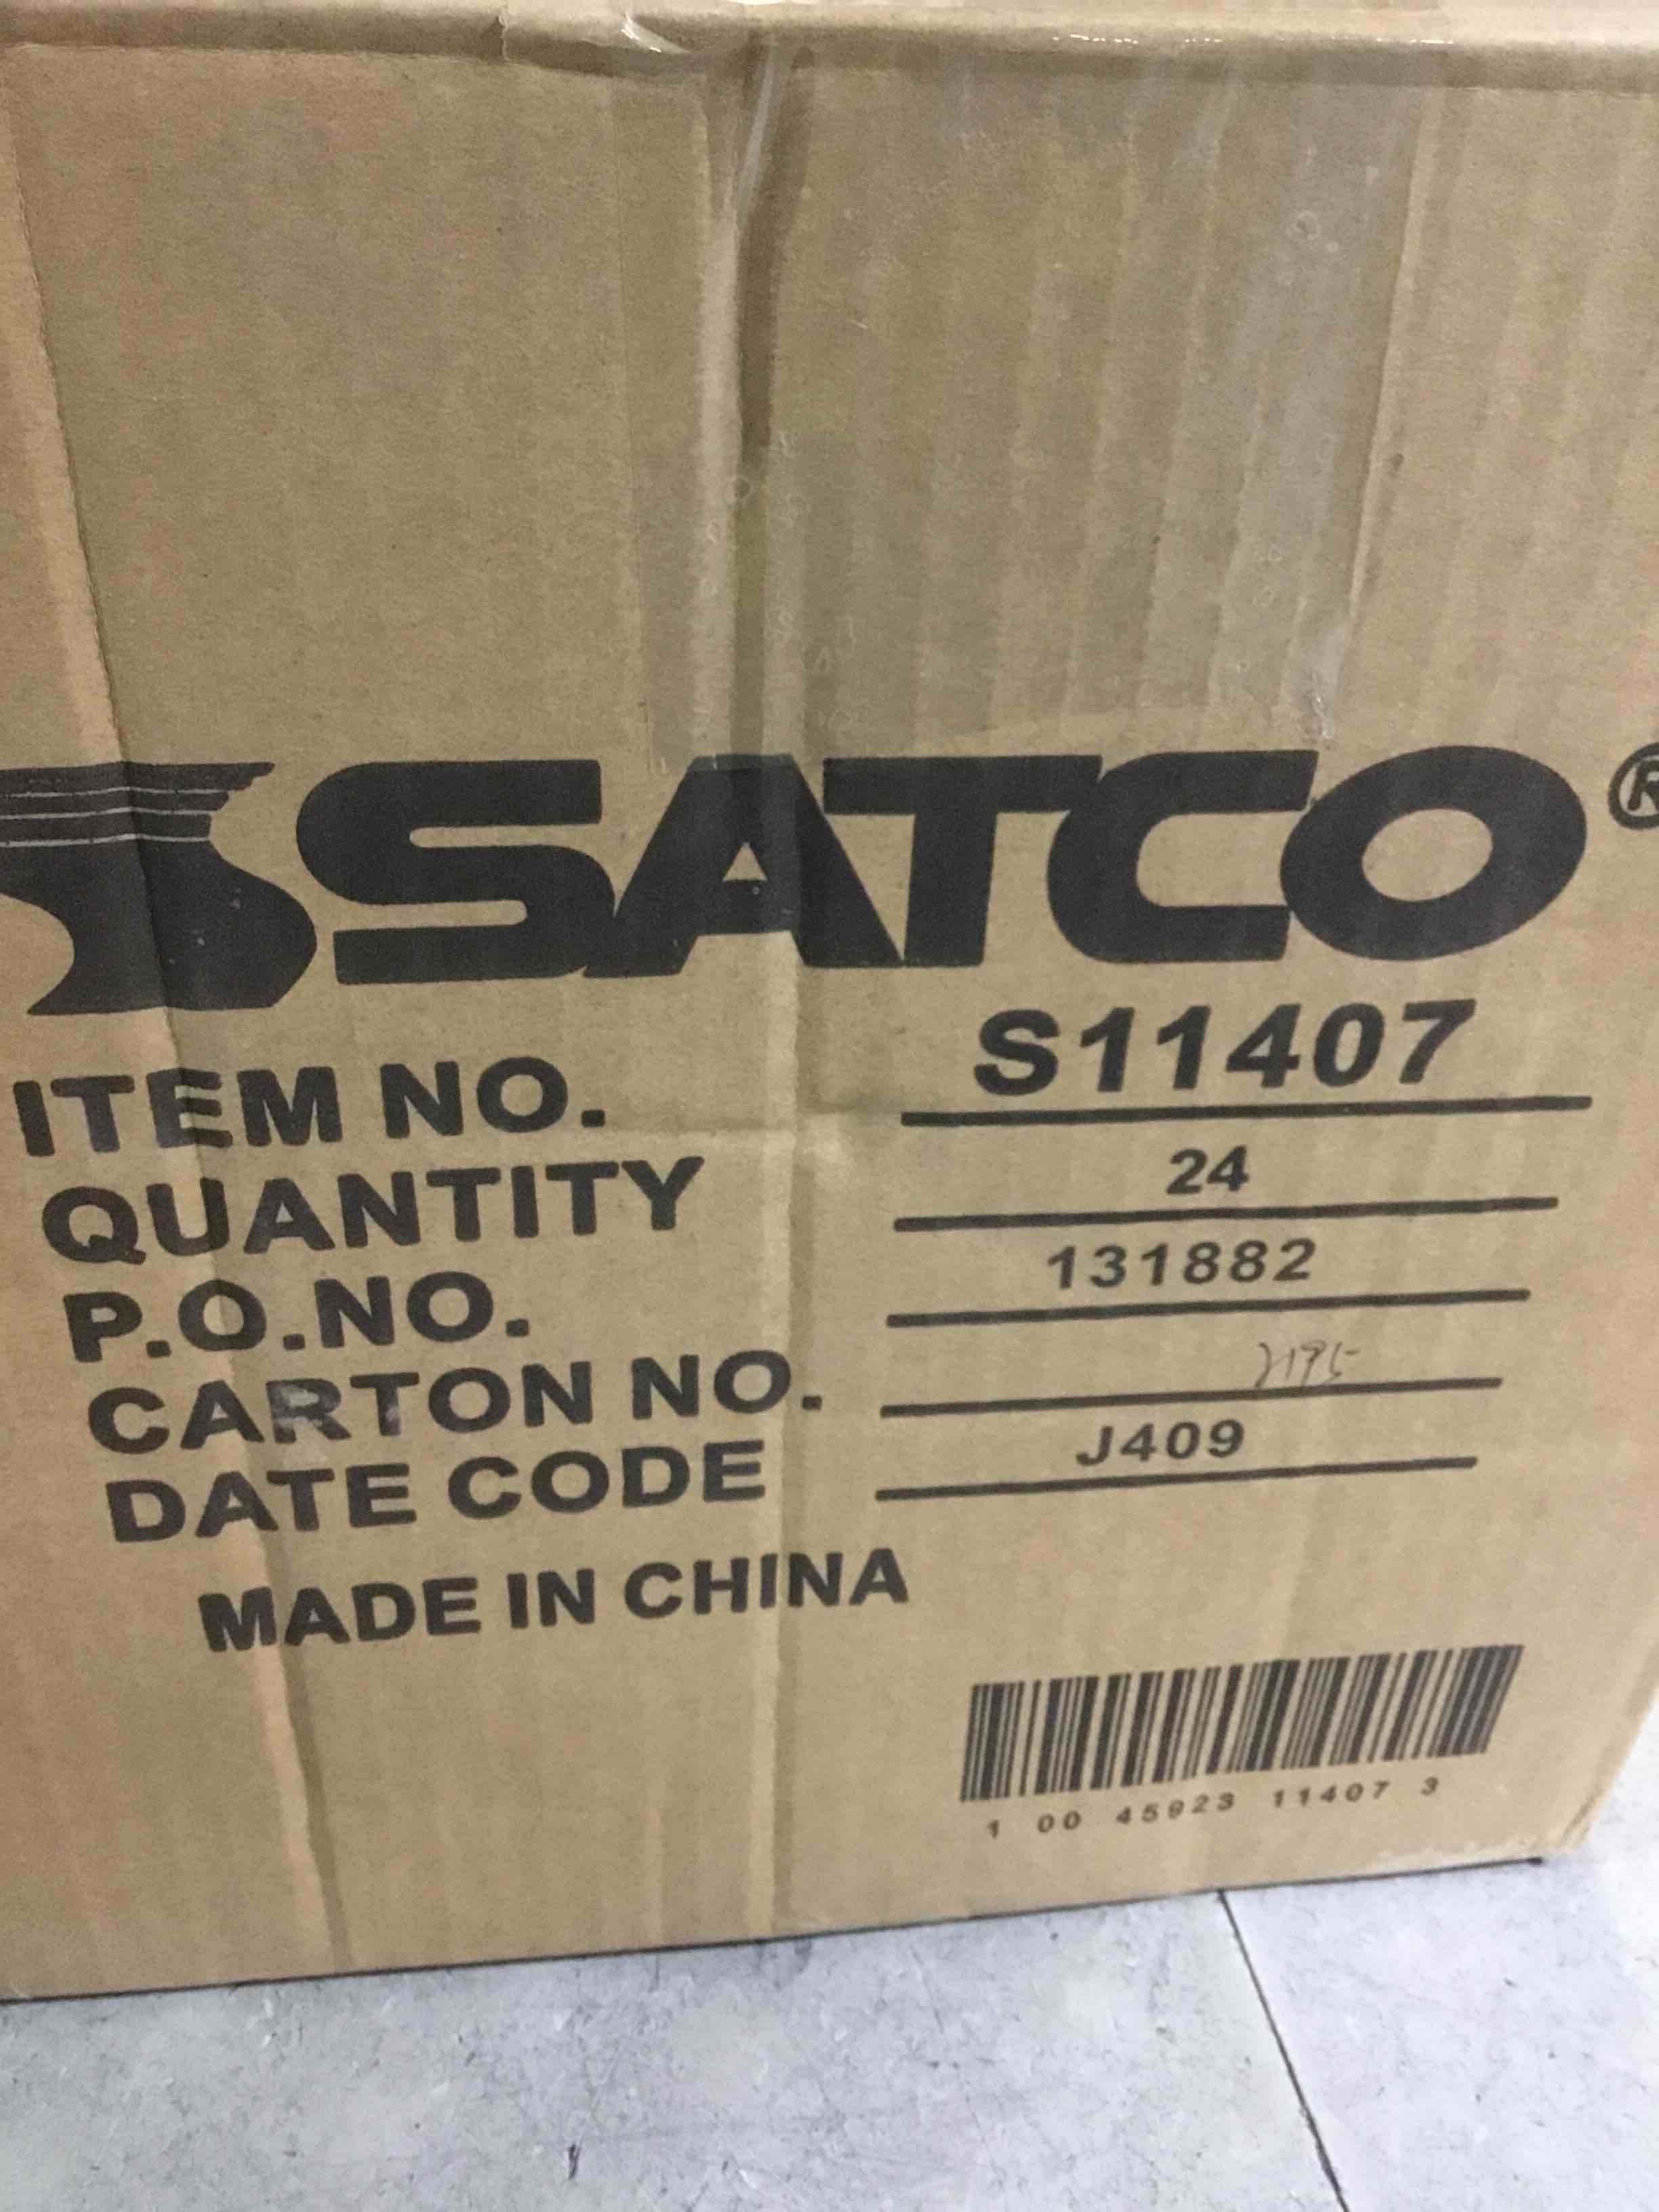 SATCO®
ITEM NO. S11407
QUANTITY 24
P.O.NO. 131882
CARTON NO. 2195
DATE CODE J409
MADE IN CHINA
1 00 45923 11407 3